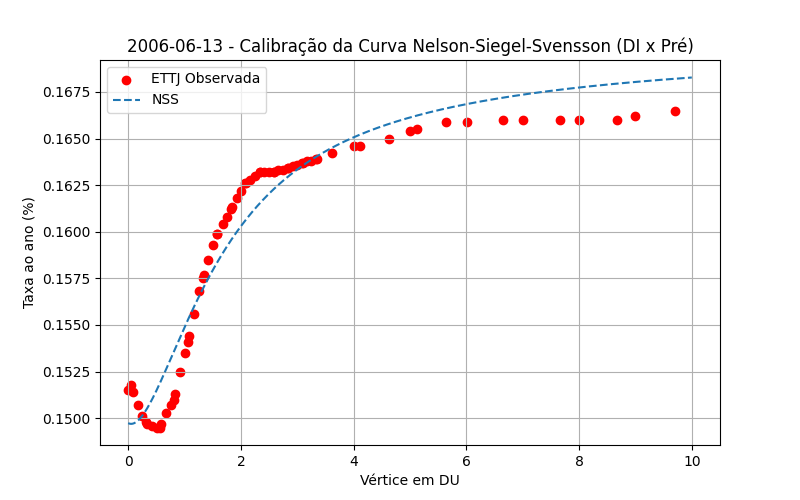 2006-06-13 - Calibração da Curva Nelson-Siegel-Svensson (DI x Pré)
ETTJ Observada
NSS
Taxa ao ano (%)
0.1675
0.1650
0.1625
0.1600
0.1575
0.1550
0.1525
0.1500
0 2 4 6 8 10
Vértice em DU